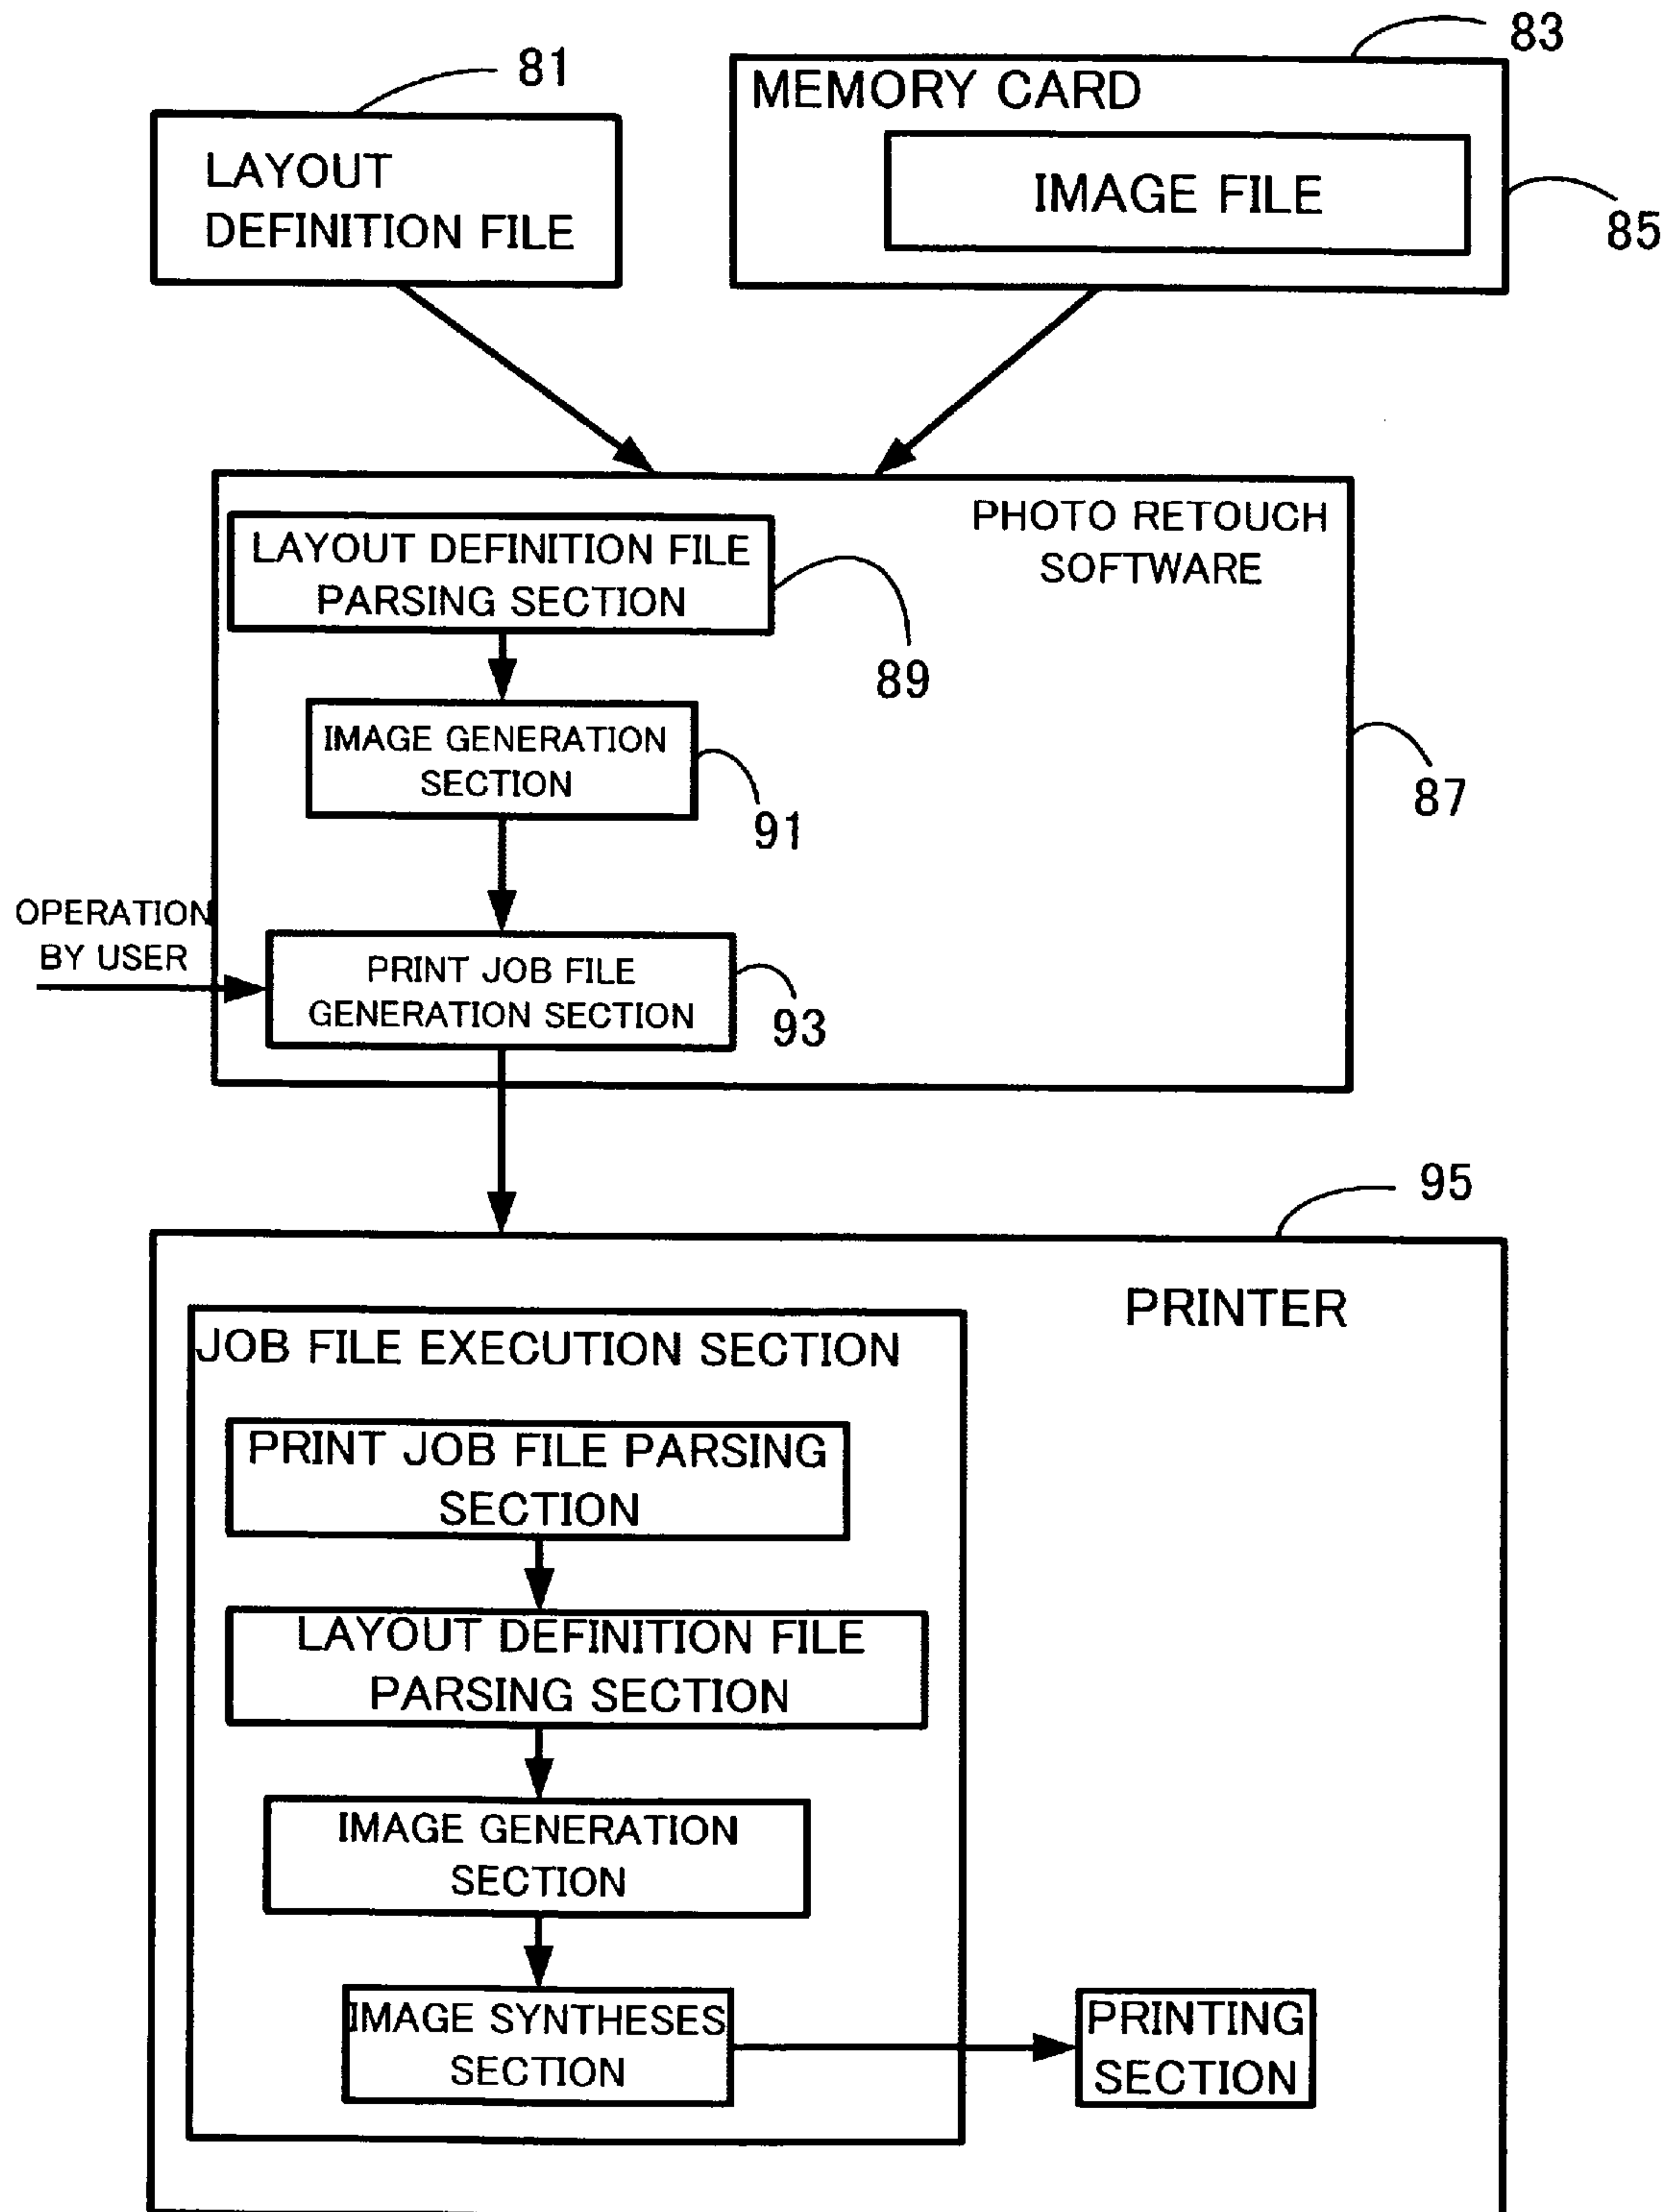 81
LAYOUT
DEFINITION FILE
83
MEMORY CARD
IMAGE FILE
85
PHOTO RETOUCH
SOFTWARE
LAYOUT DEFINITION FILE
PARSING SECTION
89
IMAGE GENERATION
SECTION
91
87
OPERATION
BY USER
PRINT JOB FILE
GENERATION SECTION
93
95
PRINTER
JOB FILE EXECUTION SECTION
PRINT JOB FILE PARSING
SECTION
LAYOUT DEFINITION FILE
PARSING SECTION
IMAGE GENERATION
SECTION
IMAGE SYNTHESES
SECTION
PRINTING
SECTION